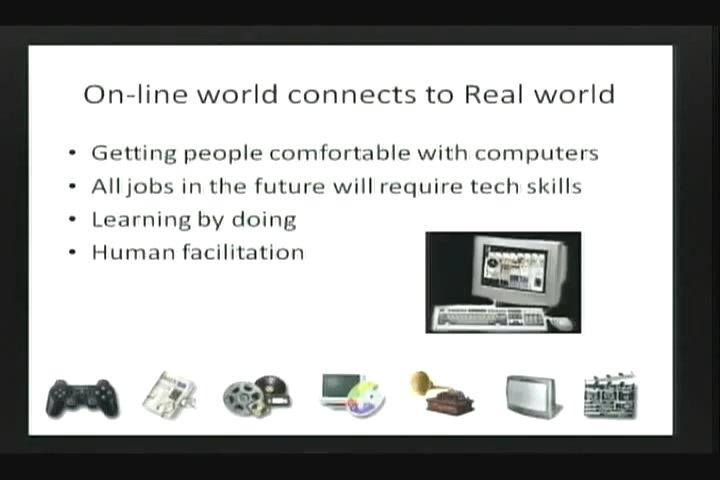 On-line world connects to Real world
• Getting people comfortable with computers
• All jobs in the future will require tech skills
• Learning by doing
• Human facilitation